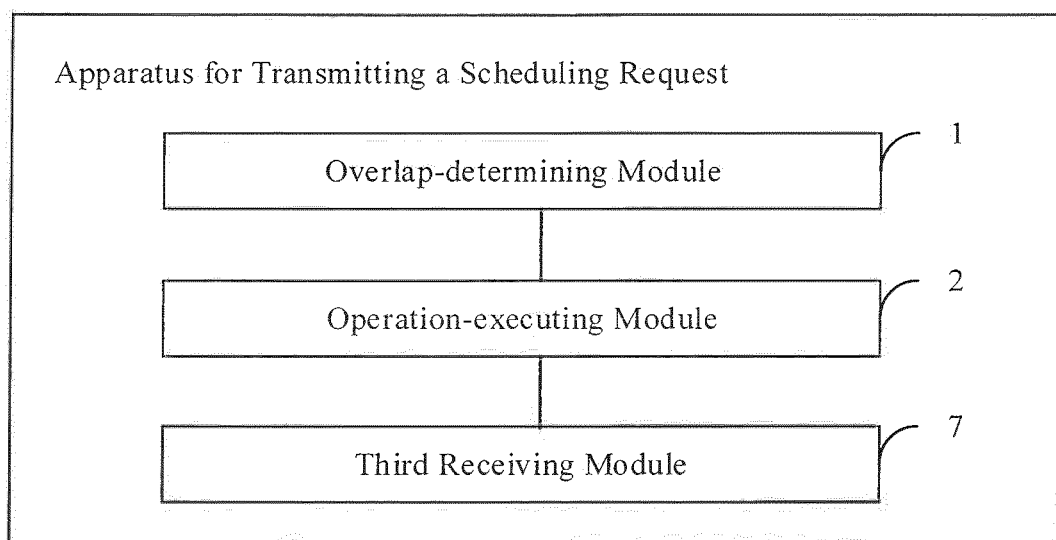 Apparatus for Transmitting a Scheduling Request
1
Overlap-determining Module
2
Operation-executing Module
7
Third Receiving Module